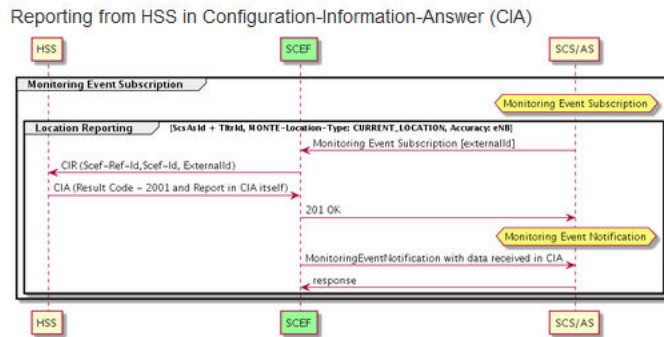 Reporting from HSS in Configuration-Information-Answer (CIA)
HSS SCEF SCS/AS
Monitoring Event Subscription
Monitoring Event Subscription
Location Reporting [ScsAsId + TltrId, MONTE-Location-Type: CURRENT_LOCATION, Accuracy: eNB]
Monitoring Event Subscription [externalId]
CIR (Scef-Ref-Id,Scef-Id, ExternalId)
CIA (Result Code - 2001 and Report in CIA itself)
201 OK
Monitoring Event Notification
MonitoringEventNotification with data received in CIA
response
HSS SCEF SCS/AS